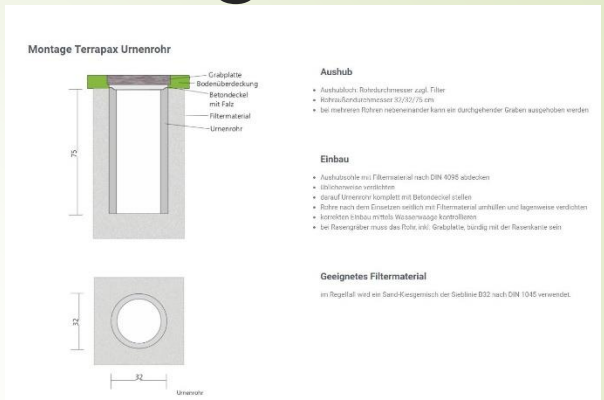 Montage Terrapax Urnenrohr
Grabplatte
Bodenüberdeckung
Betondeckel
mit Falz
Filtermaterial
Urnenrohr
75
32
32
Urnenrohr
Aushub
Aushubloch: Rohrdurchmesser zzgl. Filter
Rohraußendurchmesser 32/32/75 cm
bei mehreren Rohren nebeneinander kann ein durchgehender Graben ausgehoben werden
Einbau
Aushubsohle mit Filtermaterial nach DIN 4095 abdecken
üblicherweise verdichten
darauf Urnenrohr komplett mit Betondeckel stellen
Rohre nach dem Einsetzen seitlich mit Filtermaterial umhüllen und lagenweise verdichten
korrekten Einbau mittels Wasserwaage kontrollieren
bei Rasengräber muss das Rohr, inkl. Grabplatte, bündig mit der Rasenkante sein
Geeignetes Filtermaterial
im Regelfall wird ein Sand-Kiesgemisch der Sieblinie B32 nach DIN 1045 verwendet.